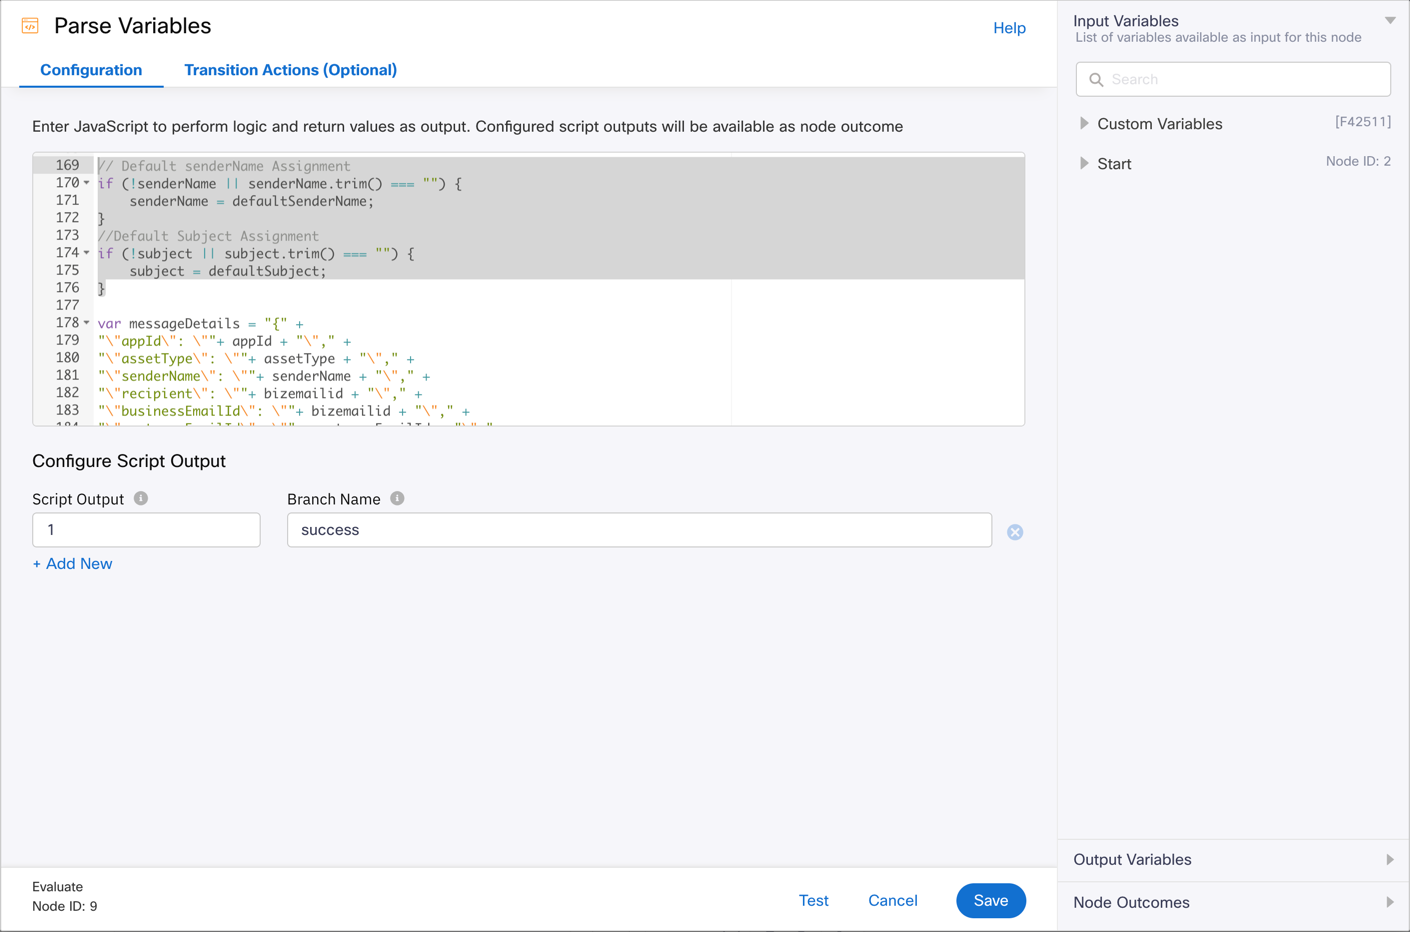 Parse Variables
Help
Configuration
Transition Actions (Optional)
Enter JavaScript to perform logic and return values as output. Configured script outputs will be available as node outcome
169 // Default senderName Assignment
170 if (!senderName || senderName.trim() === "") {
171 senderName = defaultSenderName;
172 }
173 //Default Subject Assignment
174 if (!subject || subject.trim() === "") {
175 subject = defaultSubject;
176 }
177
178 var messageDetails = "{" +
179 "\"appId\": \""+ appId + "\"," +
180 "\"assetType\": \""+ assetType + "\"," +
181 "\"senderName\": \""+ senderName + "\"," +
182 "\"recipient\": \""+ bizemailid + "\"," +
183 "\"businessEmailId\": \""+ bizemailid + "\"," +
Configure Script Output
Script Output
Branch Name
1
success
+ Add New
Evaluate
Node ID: 9
Test
Cancel
Save
Input Variables
List of variables available as input for this node
Search
Custom Variables
[F42511]
Start
Node ID: 2
Output Variables
Node Outcomes